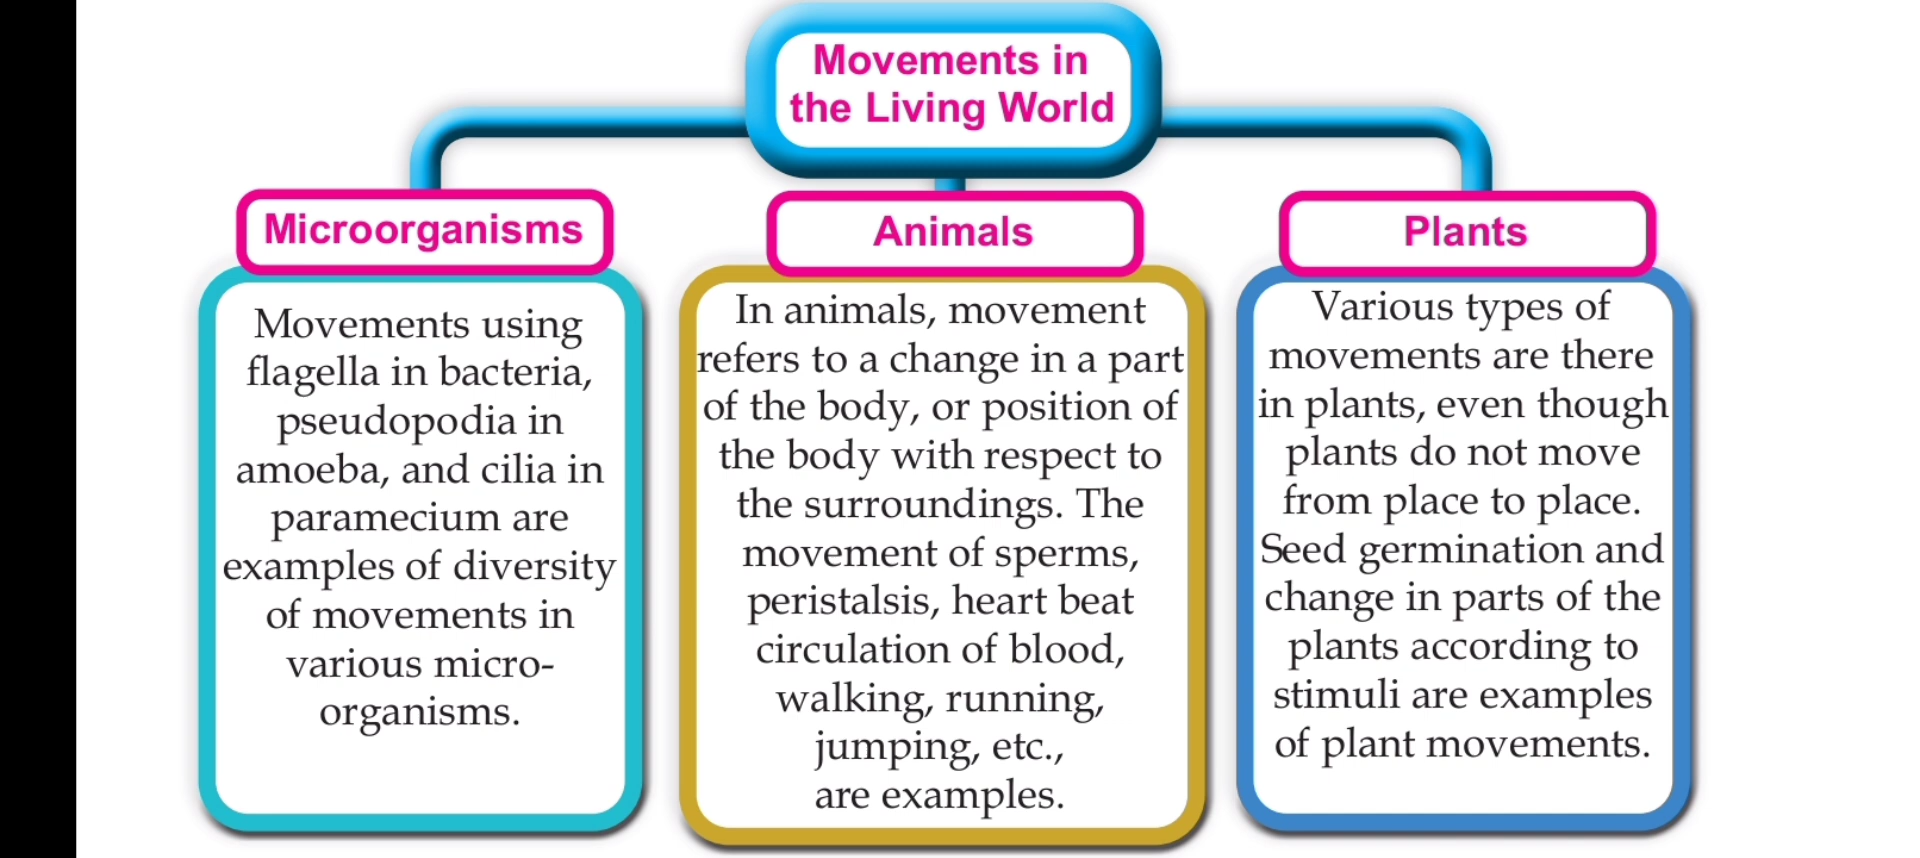 Movements in
the Living World
Microorganisms
Movements using
flagella in bacteria,
pseudopodia in
amoeba, and cilia in
paramecium are
examples of diversity
of movements in
various micro-
organisms.
Animals
In animals, movement
refers to a change in a part
of the body, or position of
the body with respect to
the surroundings. The
movement of sperms,
peristalsis, heart beat
circulation of blood,
walking, running,
jumping, etc.,
are examples.
Plants
Various types of
movements are there
in plants, even though
plants do not move
from place to place.
Seed germination and
change in parts of the
plants according to
stimuli are examples
of plant movements.